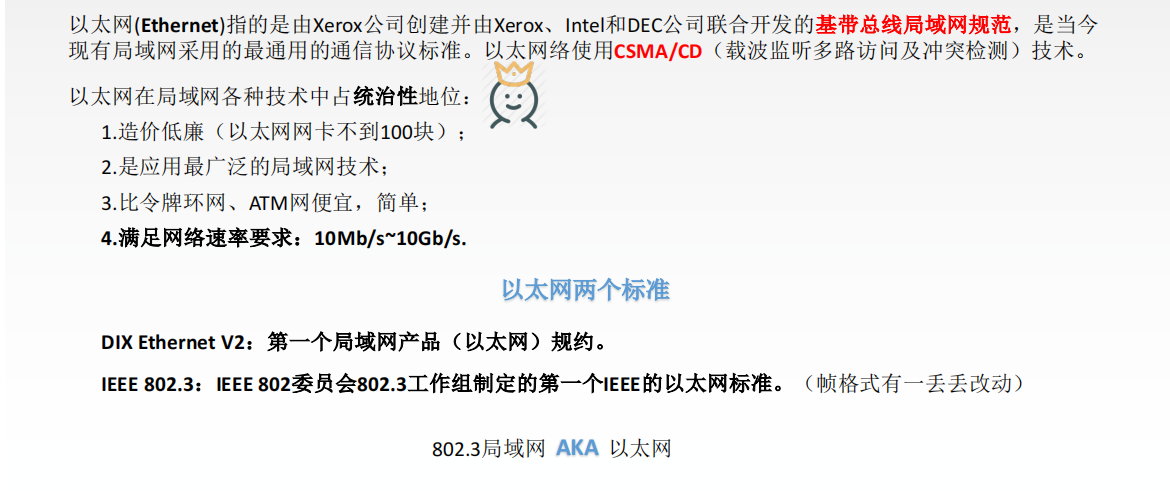 以太网(Ethernet)指的是由Xerox公司创建并由Xerox、Intel和DEC公司联合开发的基带总线局域网规范，是当今
现有局域网采用的最通用的通信协议标准。以太网络使用CSMA/CD（载波监听多路访问及冲突检测）技术。
以太网在局域网各种技术中占统治性地位：
1.造价低廉（以太网网卡不到100块）；
2.是应用最广泛的局域网技术；
3.比令牌环网、ATM网便宜，简单；
4.满足网络速率要求：10Mb/s~10Gb/s.
以太网两个标准
DIX Ethernet V2：第一个局域网产品（以太网）规约。
IEEE 802.3：IEEE 802委员会802.3工作组制定的第一个IEEE的以太网标准。（帧格式有一丢丢改动）
802.3局域网 AKA 以太网